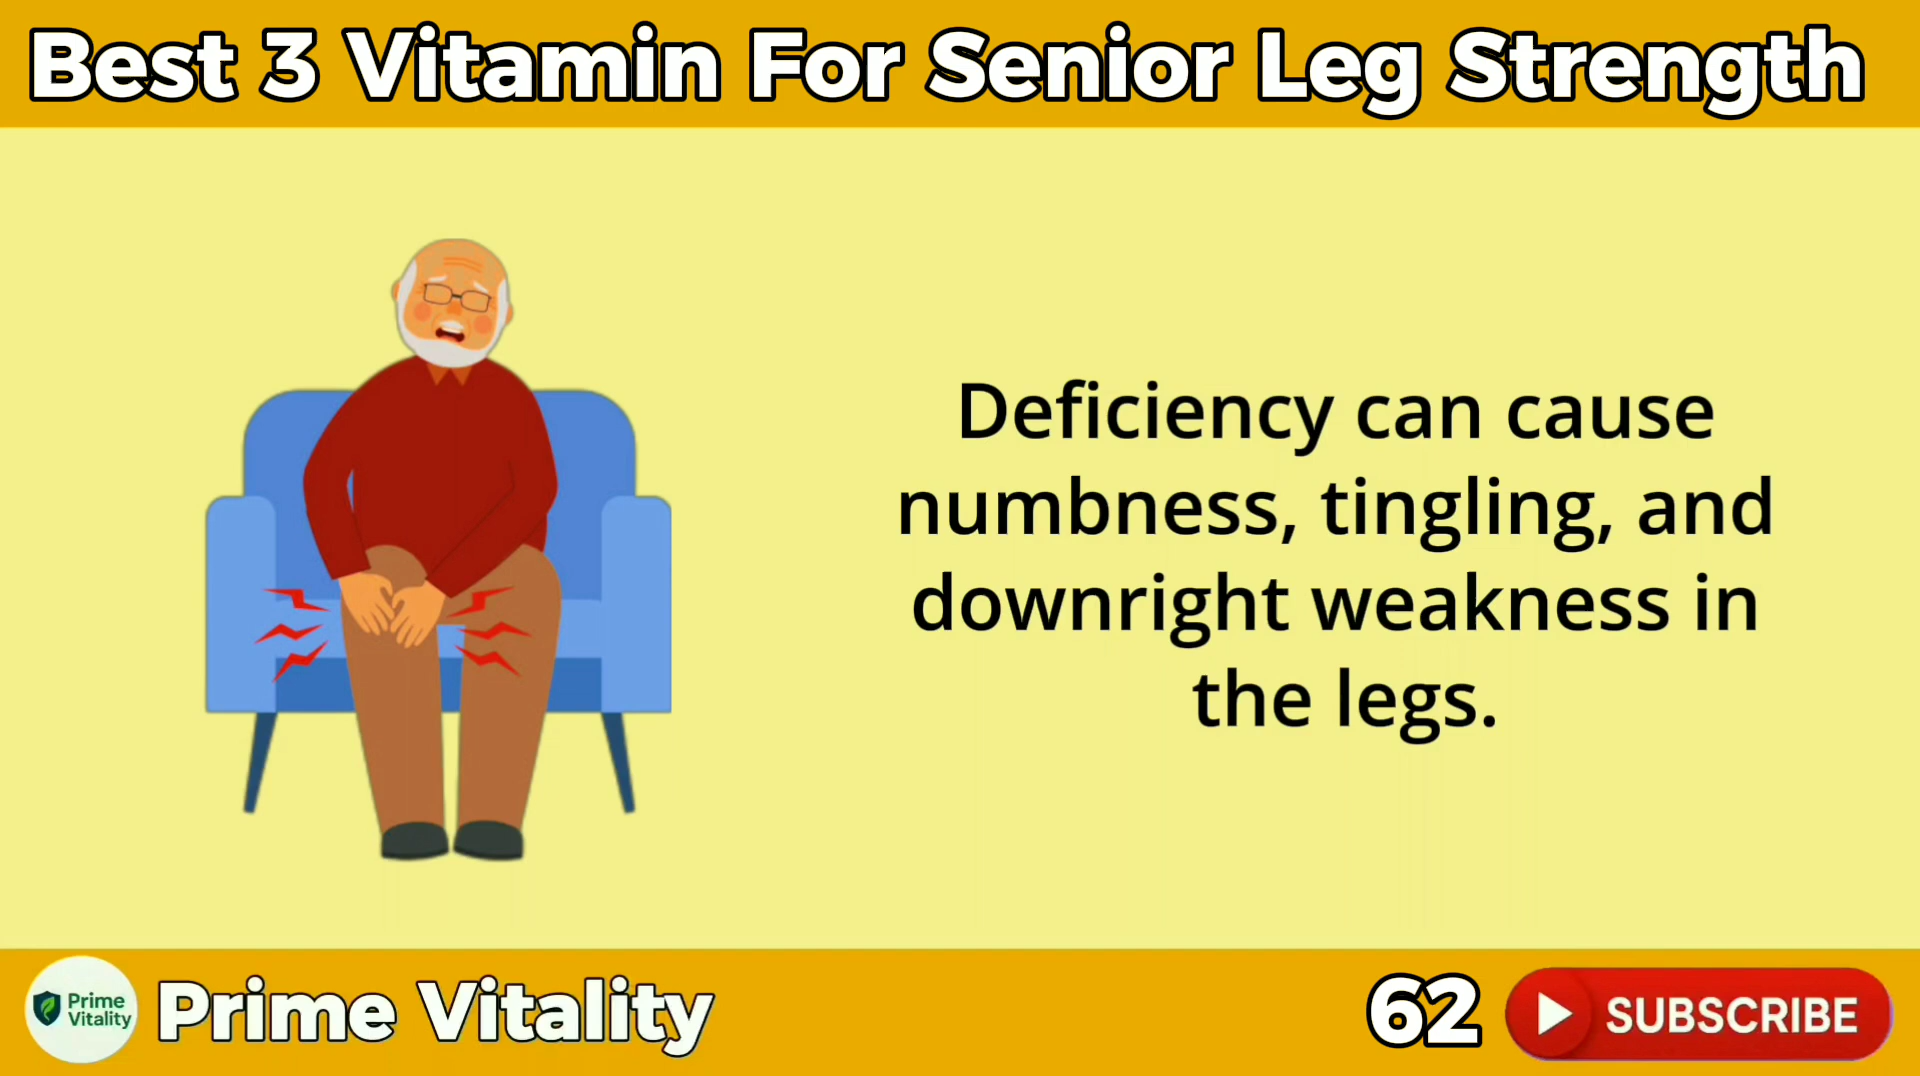 Best 3 Vitamin For Senior Leg Strength
Deficiency can cause
numbness, tingling, and
downright weakness in
the legs.
Prime
Vitality
Prime Vitality
62
SUBSCRIBE